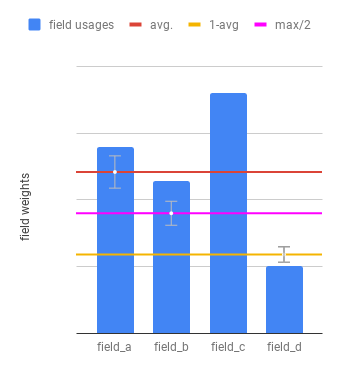 field usages
avg.
1-avg
max/2
field weights
field_a
field_b
field_c
field_d